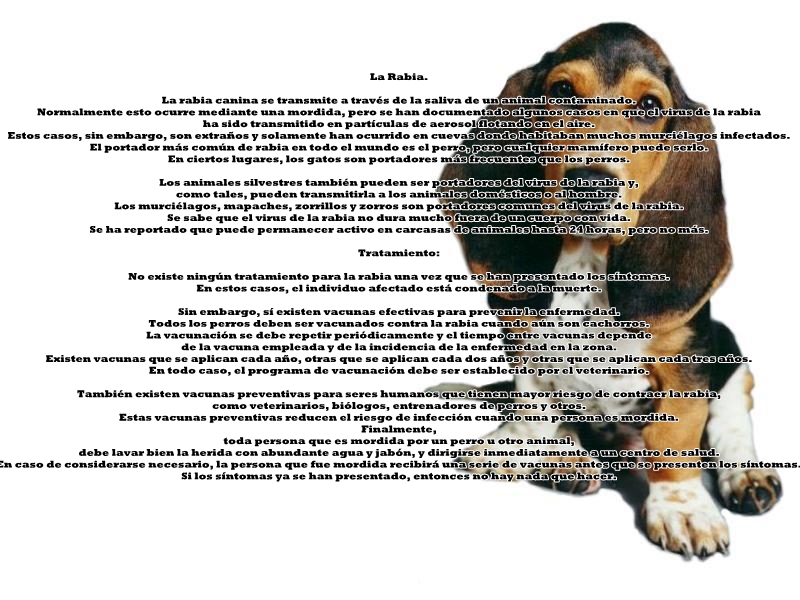 La Rabia.
La rabia canina se transmite a través de la saliva de un animal contaminado.
Normalmente esto ocurre mediante una mordida, pero se han documentado algunos casos en que el virus de la rabia
ha sido transmitido en partículas de aerosol flotando en el aire.
Estos casos, sin embargo, son extraños y solamente han ocurrido en cuevas donde habitaban muchos murciélagos infectados.
El portador más común de rabia en todo el mundo es el perro, pero cualquier mamífero puede serlo.
En ciertos lugares, los gatos son portadores más frecuentes que los perros.
Los animales silvestres también pueden ser portadores del virus de la rabia y,
como tales, pueden transmitirla a los animales domésticos o al hombre.
Los murciélagos, mapaches, zorrillos y zorros son portadores comunes del virus de la rabia.
Se sabe que el virus de la rabia no dura mucho fuera de un cuerpo con vida.
Se ha reportado que puede permanecer activo en carcasas de animales hasta 24 horas, pero no más.
Tratamiento:
No existe ningún tratamiento para la rabia una vez que se han presentado los síntomas.
En estos casos, el individuo afectado está condenado a la muerte.
Sin embargo, sí existen vacunas efectivas para prevenir la enfermedad.
Todos los perros deben ser vacunados contra la rabia cuando aún son cachorros.
La vacunación se debe repetir periódicamente y el tiempo entre vacunas depende
de la vacuna empleada y de la incidencia de la enfermedad en la zona.
Existen vacunas que se aplican cada año, otras que se aplican cada dos años y otras que se aplican cada tres años.
En todo caso, el programa de vacunación debe ser establecido por el veterinario.
También existen vacunas preventivas para seres humanos que tienen mayor riesgo de contraer la rabia,
como veterinarios, biólogos, entrenadores de perros y otros.
Estas vacunas preventivas reducen el riesgo de infección cuando una persona es mordida.
Finalmente,
toda persona que es mordida por un perro u otro animal,
debe lavar bien la herida con abundante agua y jabón, y dirigirse inmediatamente a un centro de salud.
En caso de considerarse necesario, la persona que fue mordida recibirá una serie de vacunas antes que se presenten los síntomas.
Si los síntomas ya se han presentado, entonces no hay nada que hacer.